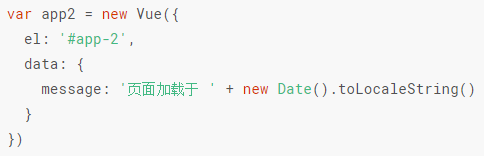 var app2 = new Vue({
  el: '#app-2',
  data: {
    message: '页面加载于 ' + new Date().toLocaleString()
  }
})